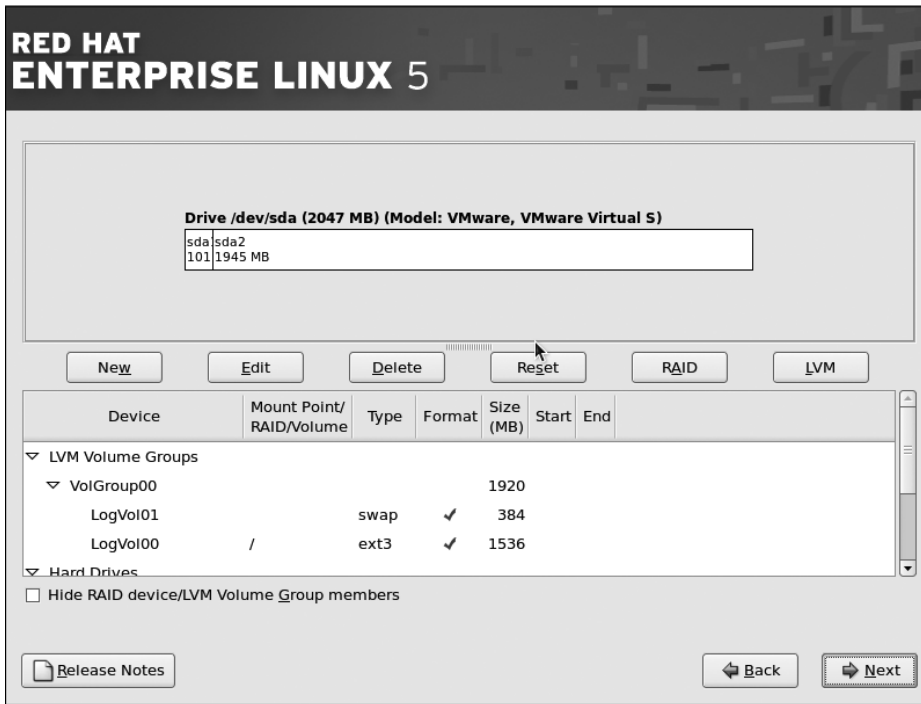 RED HAT
ENTERPRISE LINUX 5
Drive /dev/sda (2047 MB) (Model: VMware, VMware Virtual S)
sda1 sda2
101 1945 MB
New Edit Delete Reset RAID LVM
Device Mount Point/ RAID/Volume Type Format Size (MB) Start End
LVM Volume Groups
VolGroup00 1920
LogVol01 swap 384
LogVol00 / ext3 1536
Hard Drives
Hide RAID device/LVM Volume Group members
Release Notes Back Next